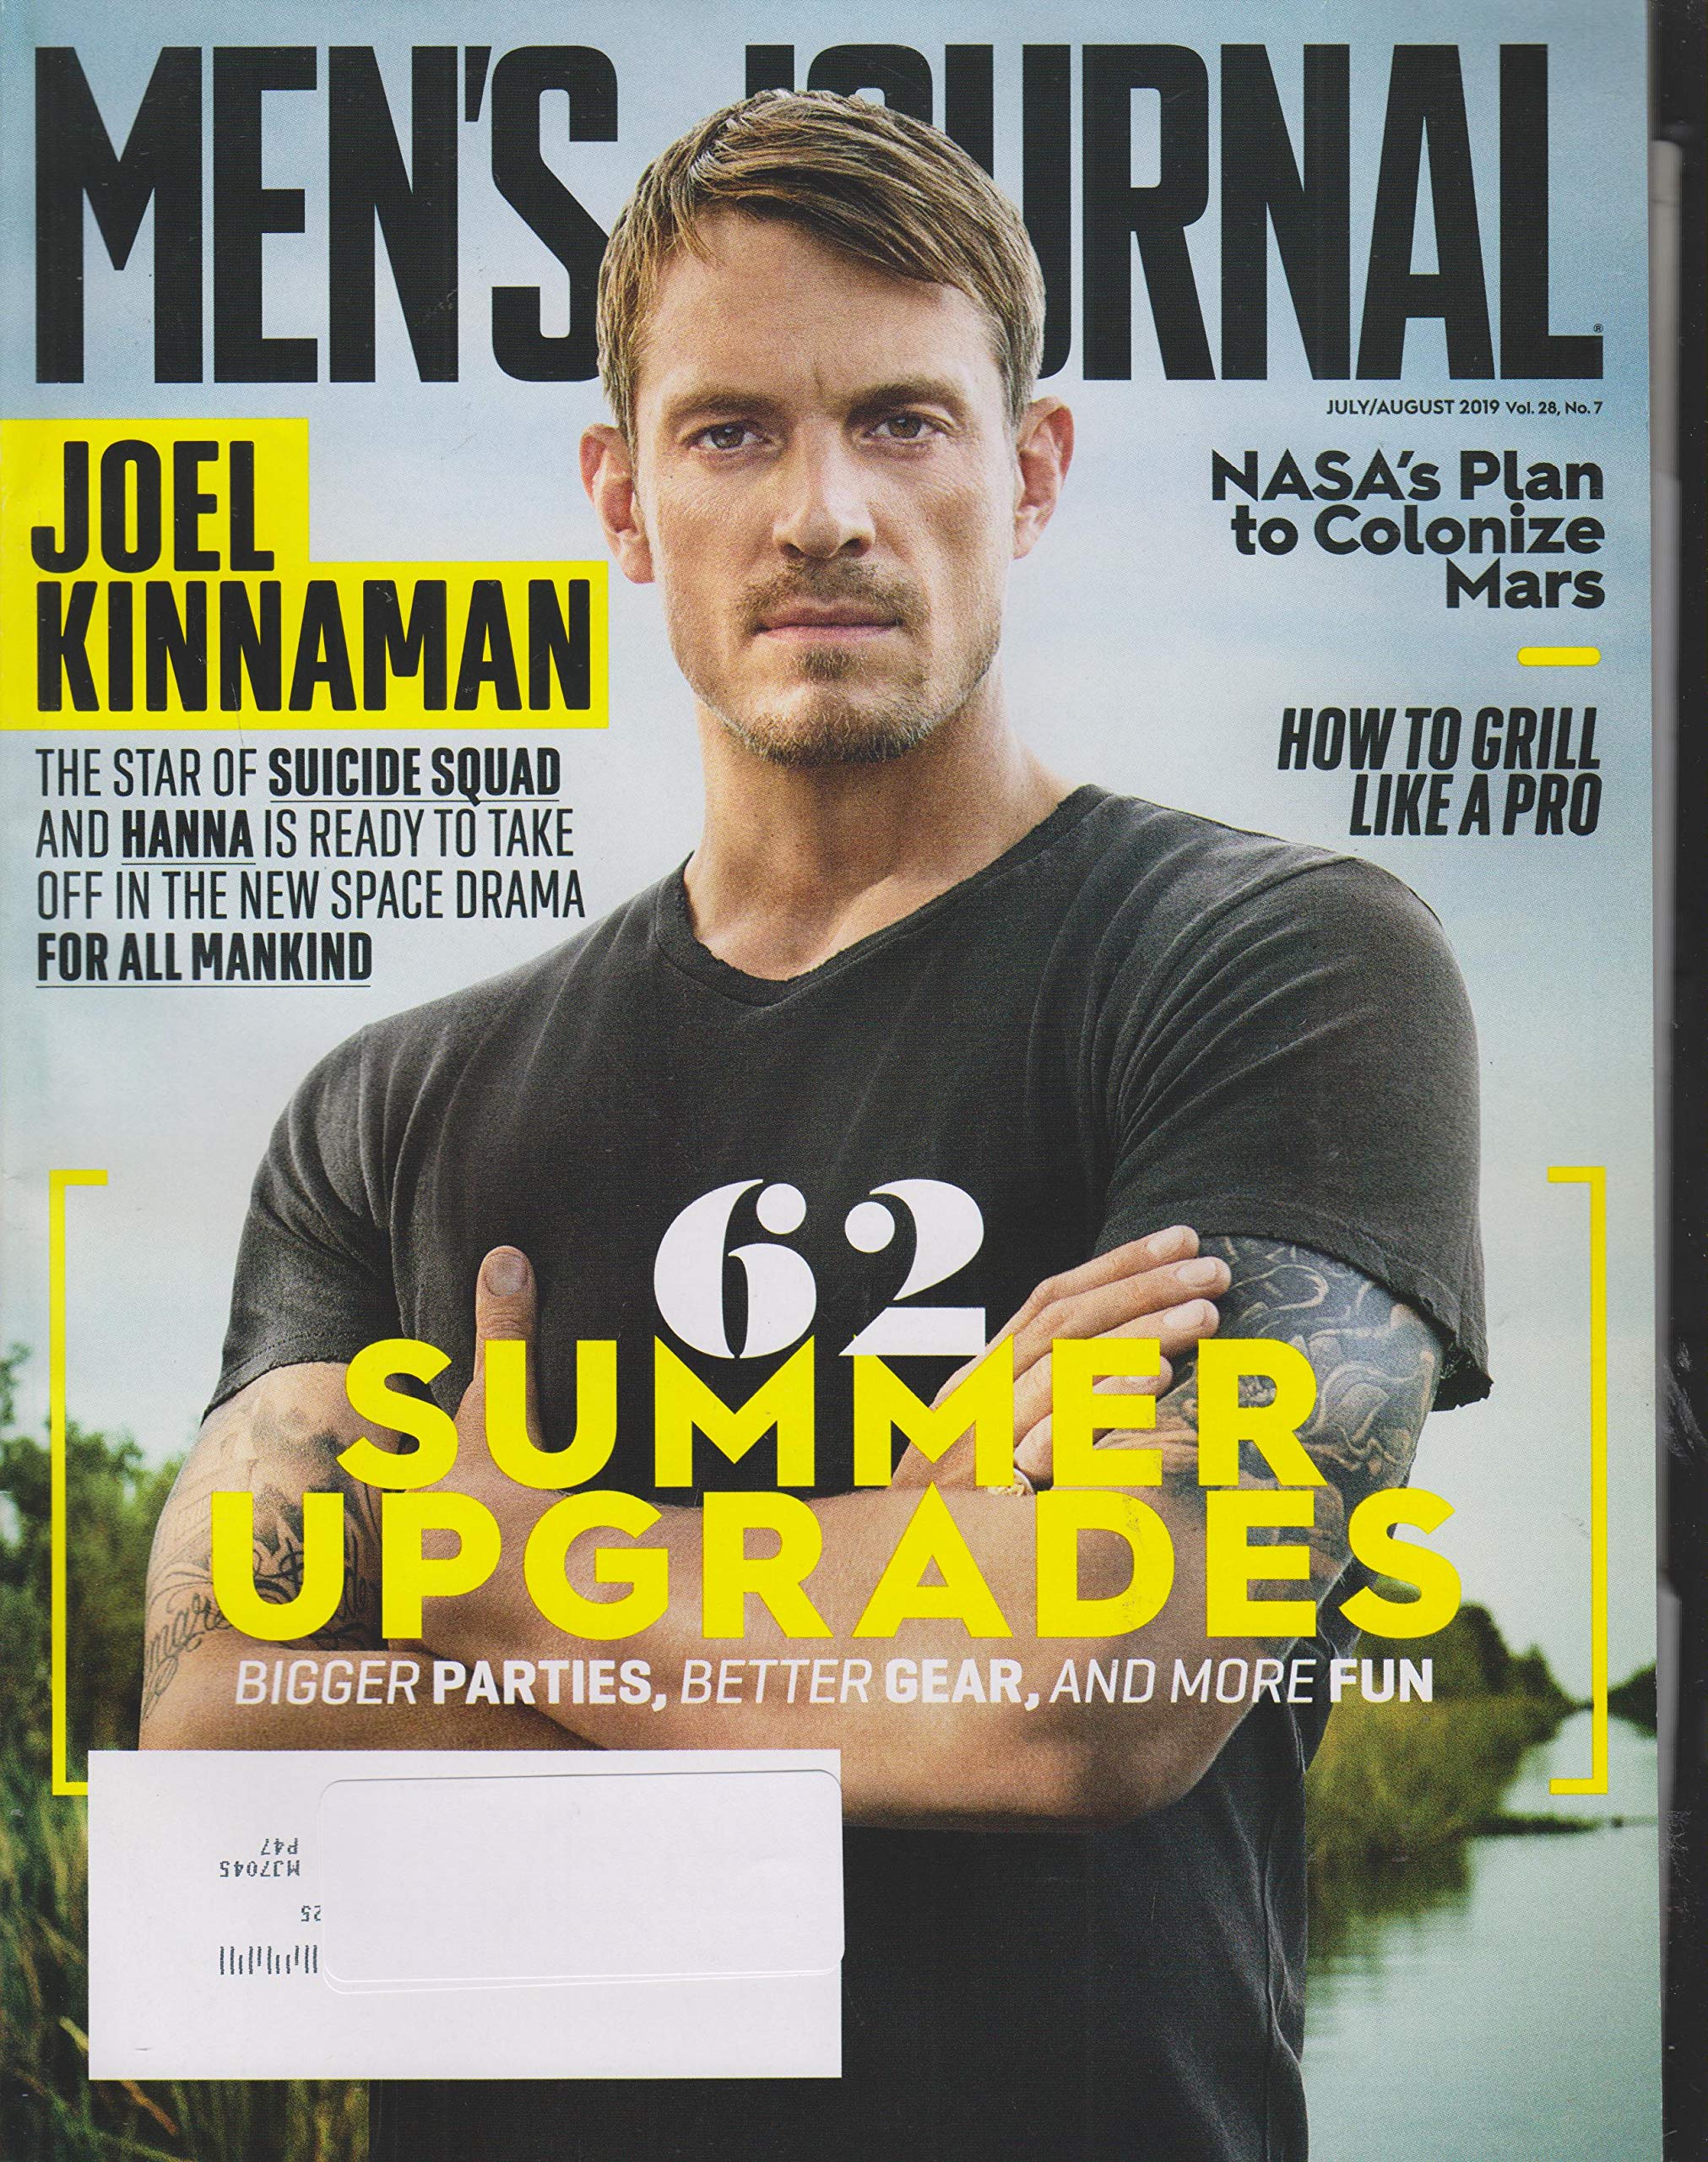 MEN'S JOURNAL
JULY/AUGUST 2019 Vol. 28, No. 7
JOEL
KINNAMAN
THE STAR OF SUICIDE SQUAD
AND HANNA IS READY TO TAKE
OFF IN THE NEW SPACE DRAMA
FOR ALL MANKIND
NASA's Plan
to Colonize
Mars
HOW TO GRILL
LIKE A PRO
62
SUMMER
UPGRADES
BIGGER PARTIES, BETTER GEAR, AND MORE FUN
P47
MJ7045
25